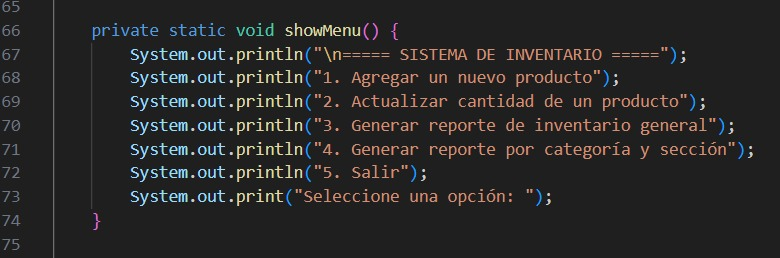 65
66 private static void showMenu() {
67 System.out.println("\n===== SISTEMA DE INVENTARIO =====");
68 System.out.println("1. Agregar un nuevo producto");
69 System.out.println("2. Actualizar cantidad de un producto");
70 System.out.println("3. Generar reporte de inventario general");
71 System.out.println("4. Generar reporte por categoría y sección");
72 System.out.println("5. Salir");
73 System.out.print("Seleccione una opción: ");
74 }
75